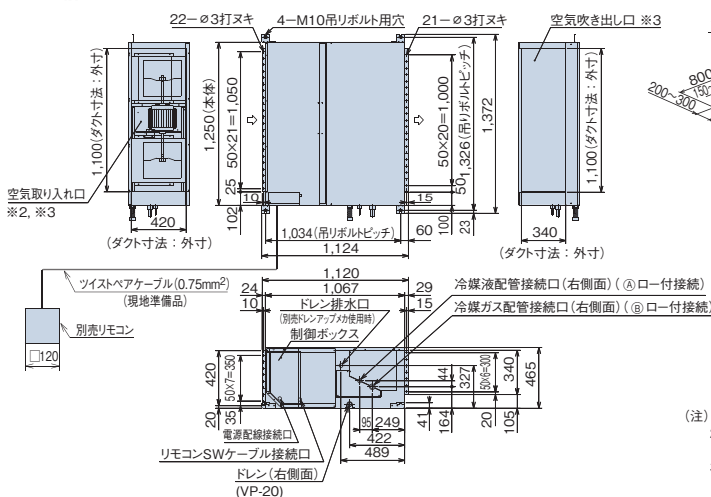 22−ø3打ヌキ
4−M10吊リボルト用穴
21−ø3打ヌキ
空気吹き出し口 ※3
1,100(ダクト寸法：外寸)
空気取り入れ口
※2, ※3
420
(ダクト寸法：外寸)
1,250(本体)
50×21=1,050
25
10
102
1,034(吊りボルトピッチ)
60
1,124
15
100
23
50
50×20=1,000
1,326(吊りボルトピッチ)
1,372
1,100(ダクト寸法：外寸)
340
(ダクト寸法：外寸)
800
150
200~300
ツイストペアケーブル(0.75mm²)
(現地準備品)
別売リモコン
□120
1,120
24
1,067
29
10
15
ドレン排水口
(別売ドレンアップメカ使用時)
制御ボックス
冷媒液配管接続口(右側面)(Ⓐロー付接続)
冷媒ガス配管接続口(右側面)(Ⓑロー付接続)
420
50×7=350
20
35
電源配線接続口
リモコンSWケーブル接続口
ドレン(右側面)
(VP-20)
95
249
422
489
41
164
44
327
50×6=300
20
340
105
465
(注)